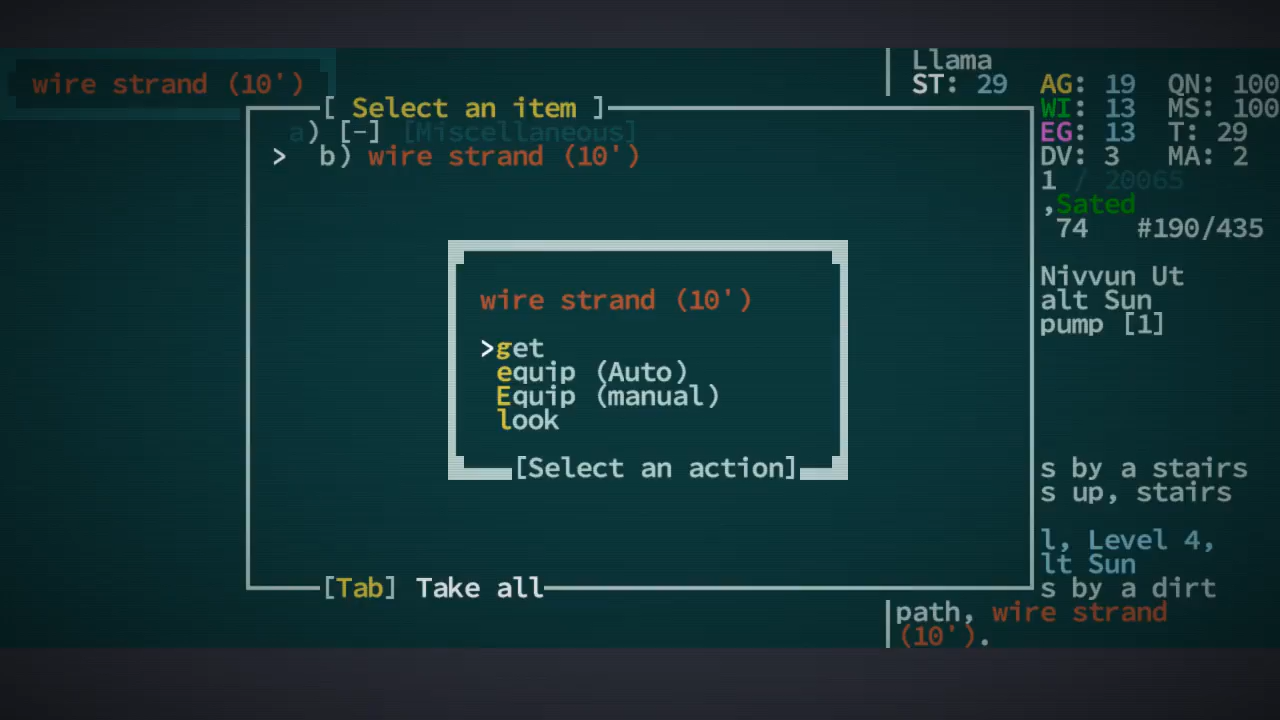 wire strand (10')
[ Select an item ]
a) [-] [Miscellaneous]
> b) wire strand (10')
wire strand (10')
>get
equip (Auto)
Equip (manual)
look
[Select an action]
[Tab] Take all
Llama
ST: 29 AG: 19 QN: 100
WI: 13 MS: 100
EG: 13 T: 29
DV: 3 MA: 2
1 / 20065
,Sated
74 #190/435
Nivvun Ut
alt Sun
pump [1]
s by a stairs
s up, stairs
l, Level 4,
lt Sun
s by a dirt
path, wire strand
(10').